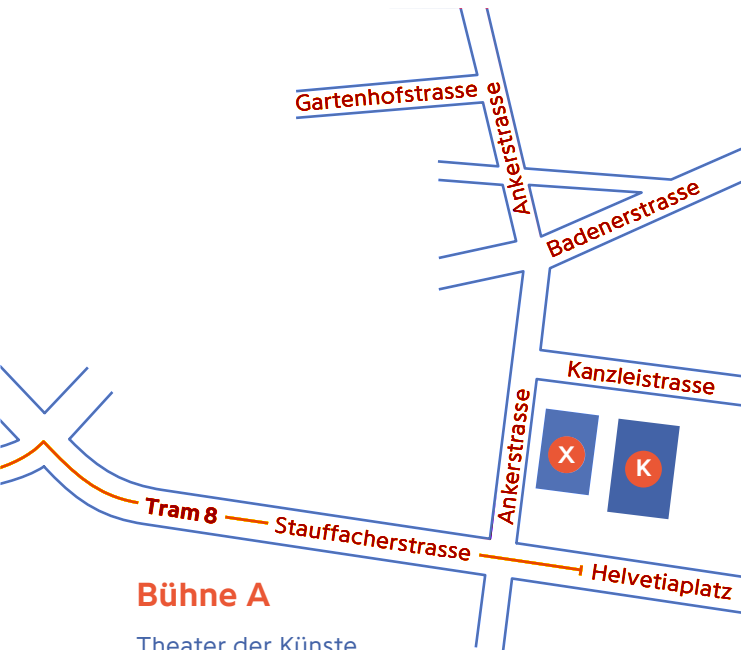 Gartenhofstrasse
Ankerstrasse
Badenerstrasse
Kanzleistrasse
Ankerstrasse
X
K
Tram 8
Stauffacherstrasse
Helvetiaplatz
Bühne A
Theater der Künste